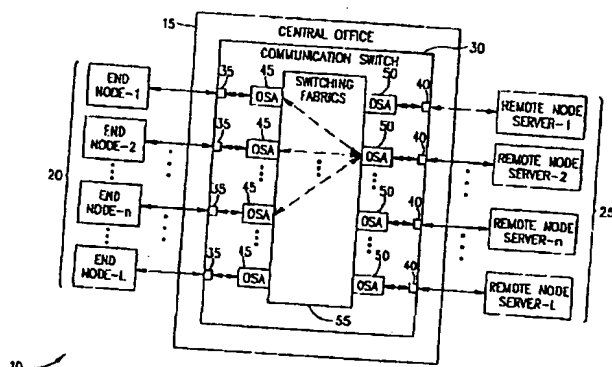 15
CENTRAL OFFICE
30
COMMUNICATION SWITCH
SWITCHING FABRICS
END NODE-1
35
45
OSA
50
OSA
40
REMOTE NODE SERVER-1
END NODE-2
35
45
OSA
50
OSA
40
REMOTE NODE SERVER-2
20
25
END NODE-n
35
45
OSA
50
OSA
40
REMOTE NODE SERVER-n
END NODE-L
35
45
OSA
50
OSA
40
REMOTE NODE SERVER-L
55
10